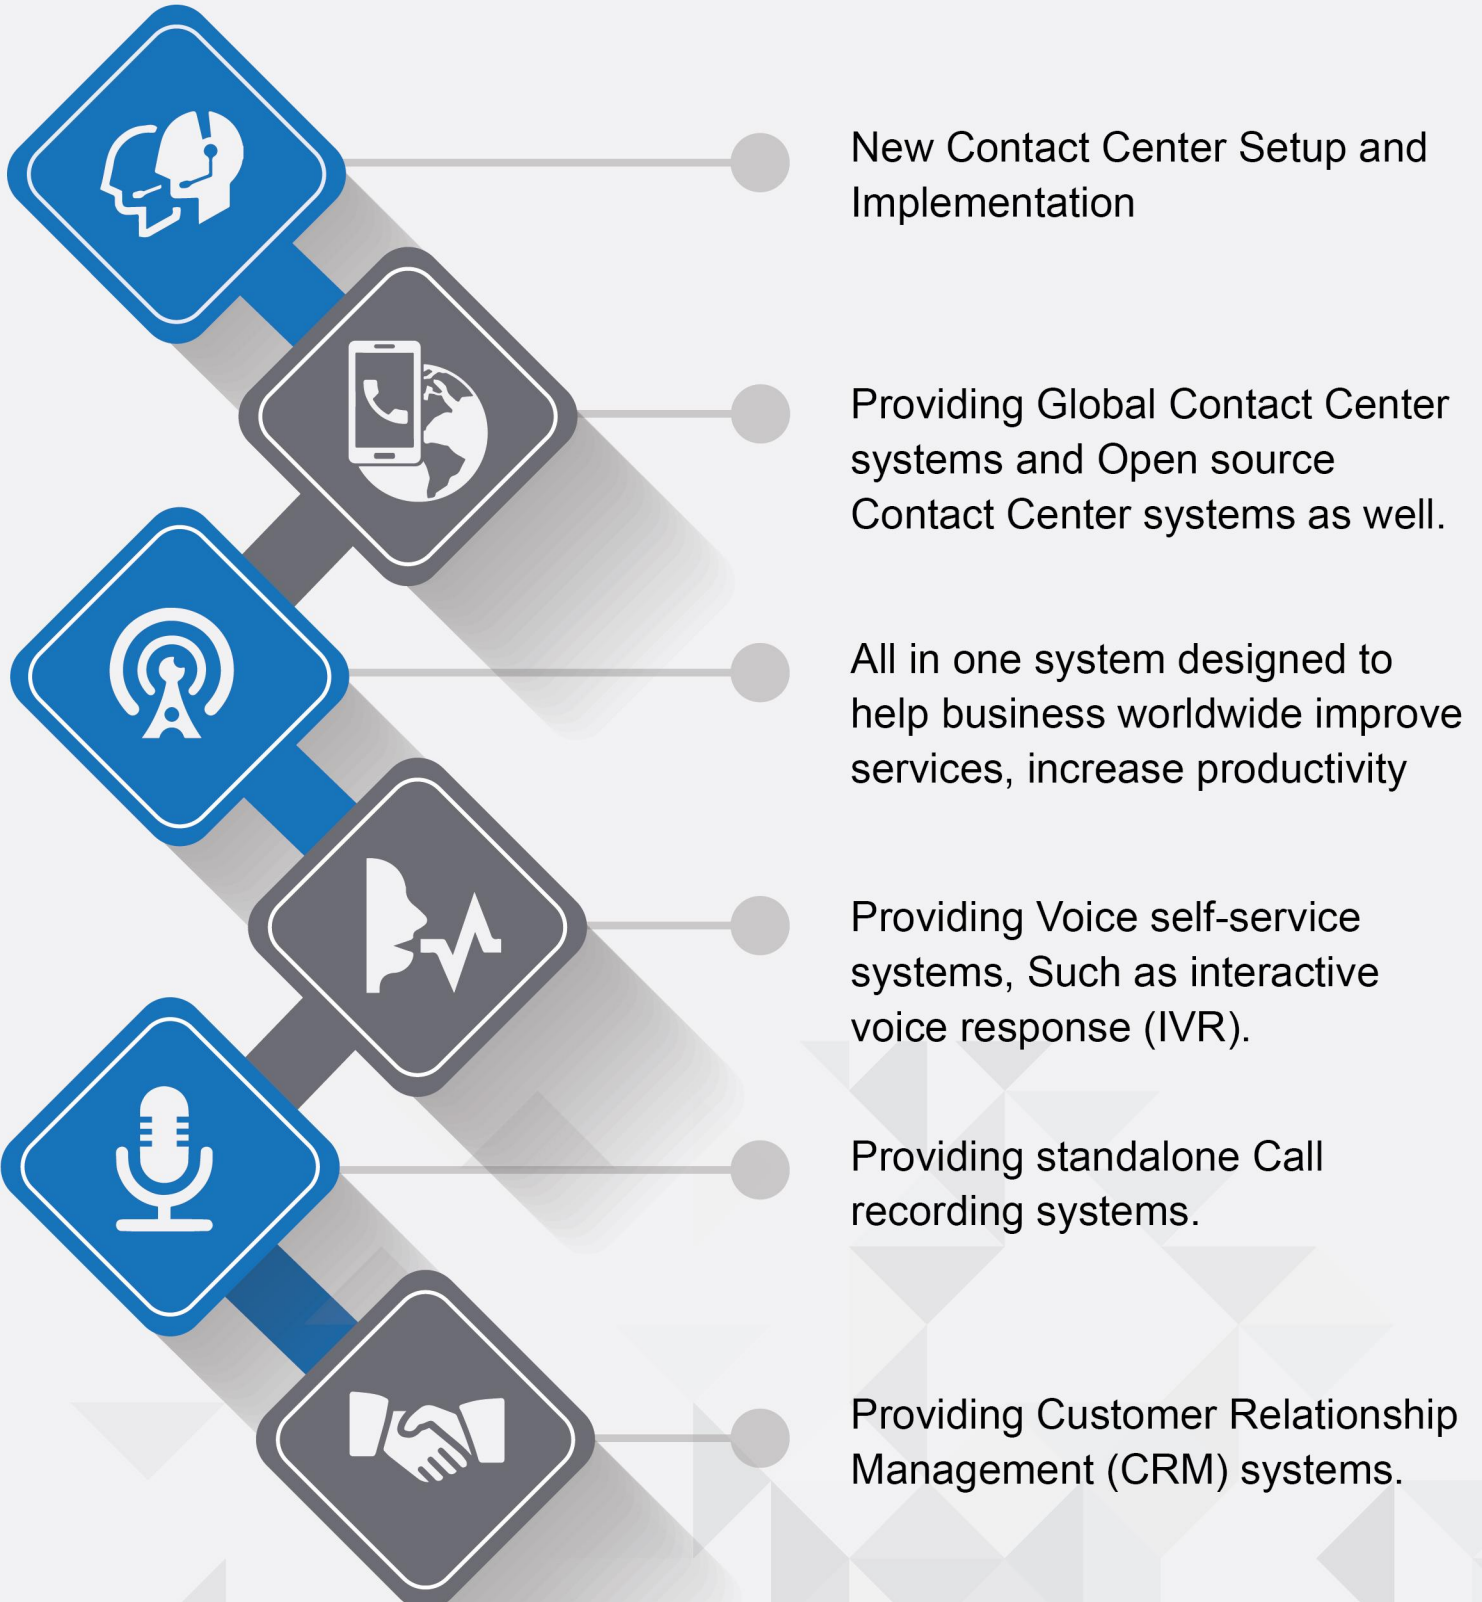 New Contact Center Setup and
Implementation
Providing Global Contact Center
systems and Open source
Contact Center systems as well.
All in one system designed to
help business worldwide improve
services, increase productivity
Providing Voice self-service
systems, Such as interactive
voice response (IVR).
Providing standalone Call
recording systems.
Providing Customer Relationship
Management (CRM) systems.